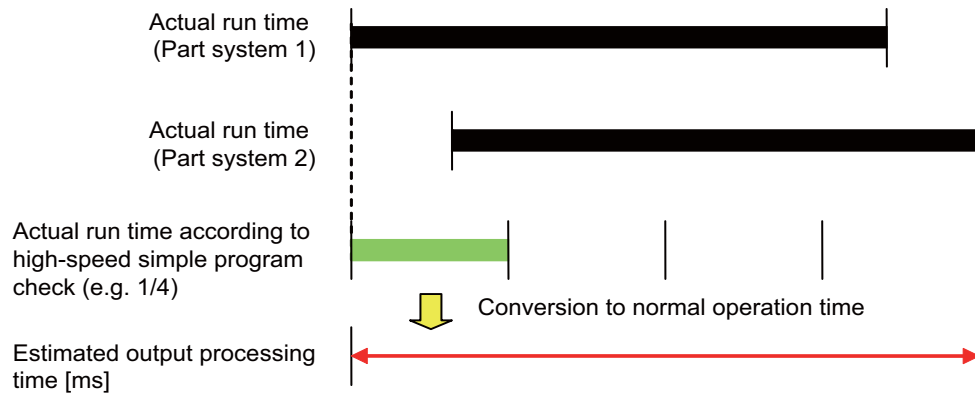 Actual run time
(Part system 1)
Actual run time
(Part system 2)
Actual run time according to
high-speed simple program
check (e.g. 1/4)
Conversion to normal operation time
Estimated output processing
time [ms]